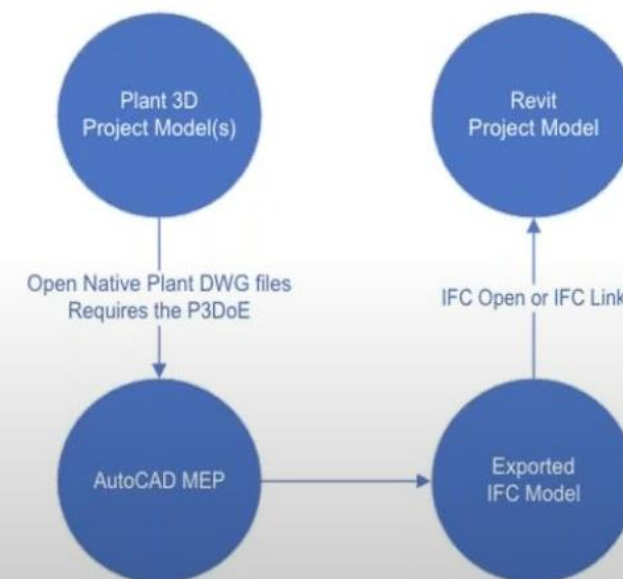 Plant 3D
Project Model(s)
Revit
Project Model
Open Native Plant DWG files
Requires the P3DoE
IFC Open or IFC Link
AutoCAD MEP
Exported
IFC Model